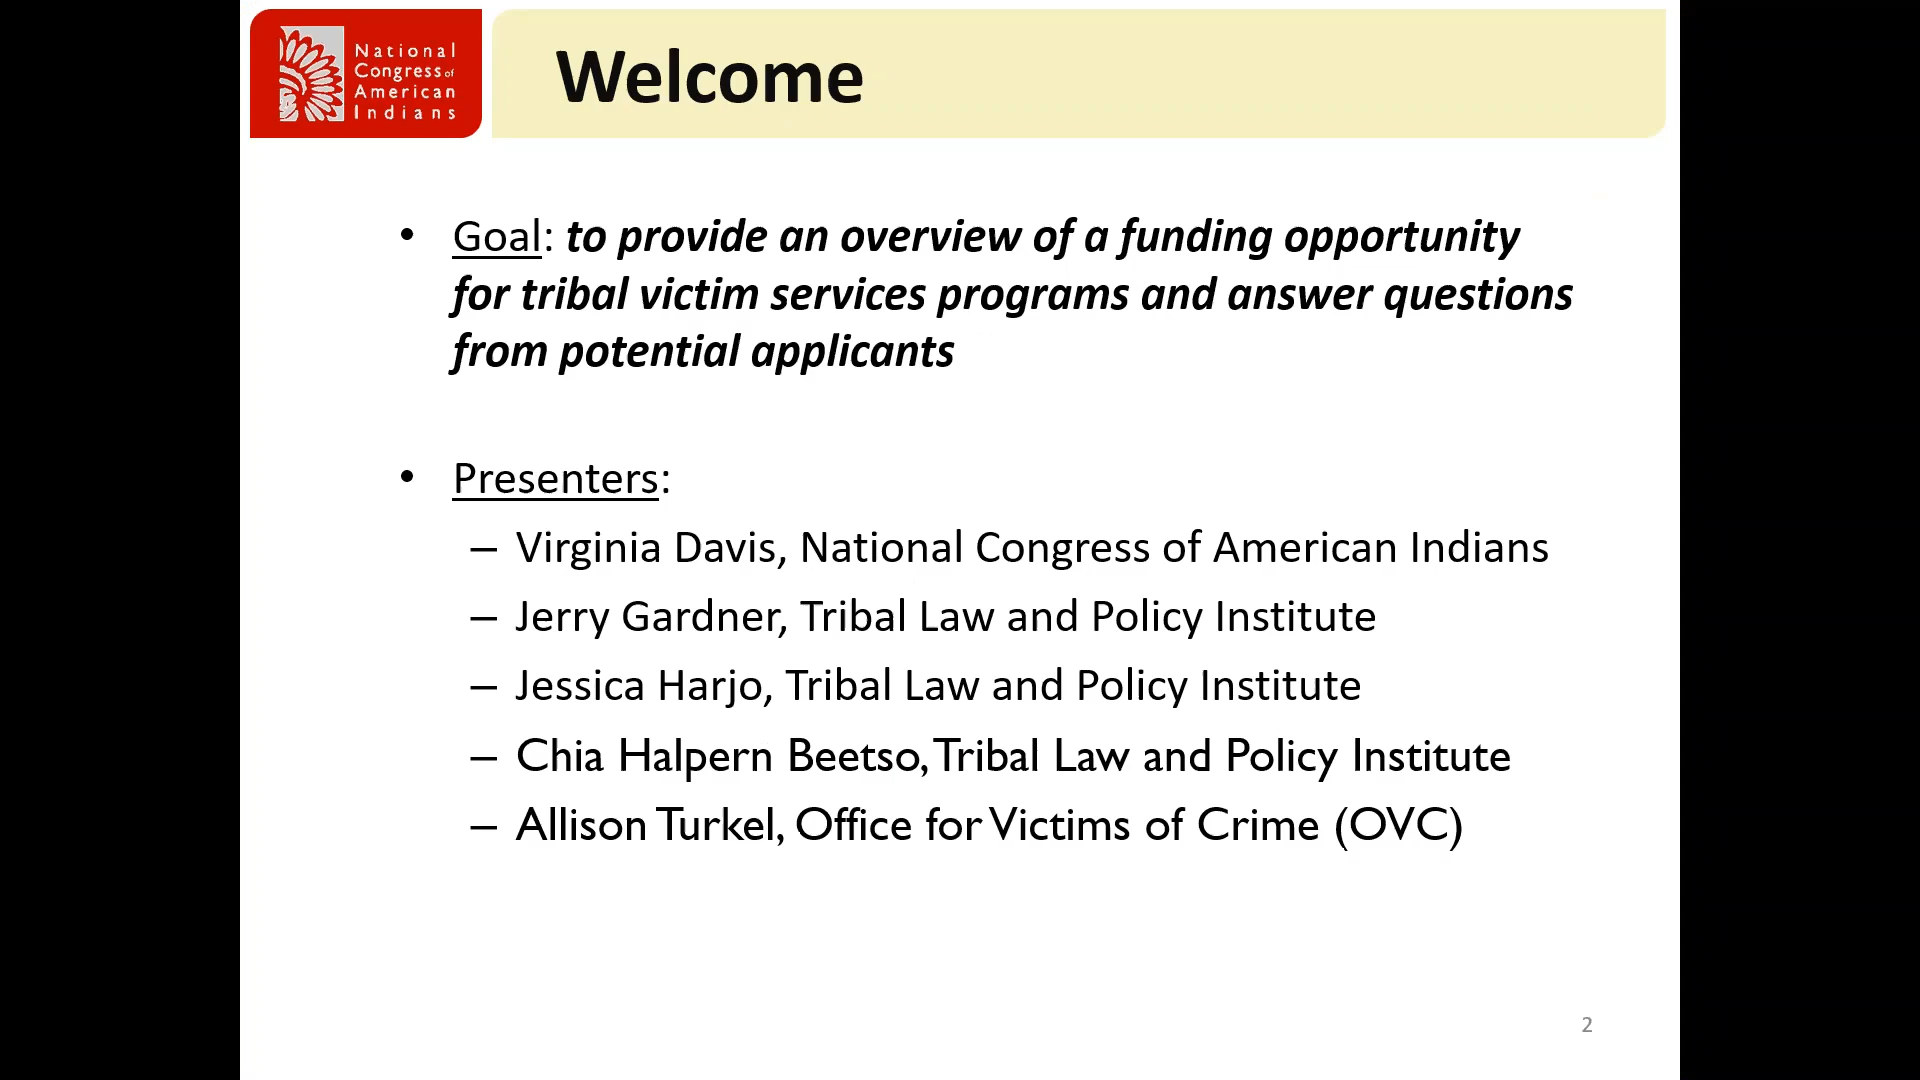 National
Congress of
American
Indians
Welcome
• Goal: to provide an overview of a funding opportunity
for tribal victim services programs and answer questions
from potential applicants
• Presenters:
– Virginia Davis, National Congress of American Indians
– Jerry Gardner, Tribal Law and Policy Institute
– Jessica Harjo, Tribal Law and Policy Institute
– Chia Halpern Beetso, Tribal Law and Policy Institute
– Allison Turkel, Office for Victims of Crime (OVC)
2